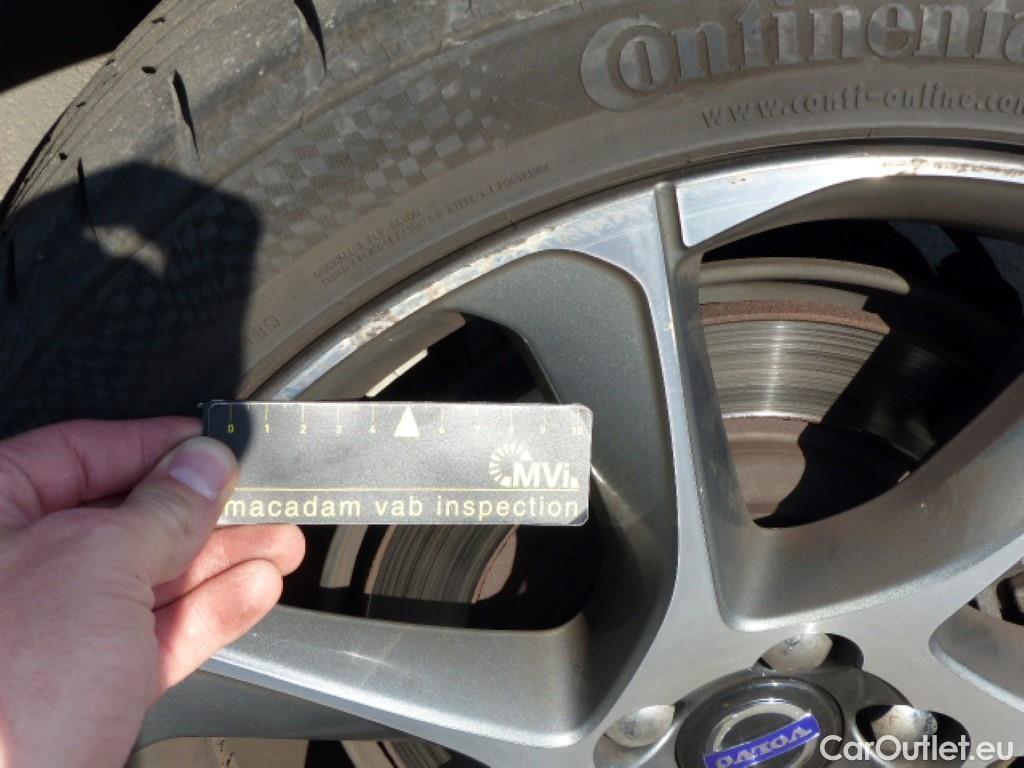 Continenta
www.conti-online.com
0 1 2 3 4 6 7 8 9 10
MVi
macadam vab inspection
VOLVO
CarOutlet.eu